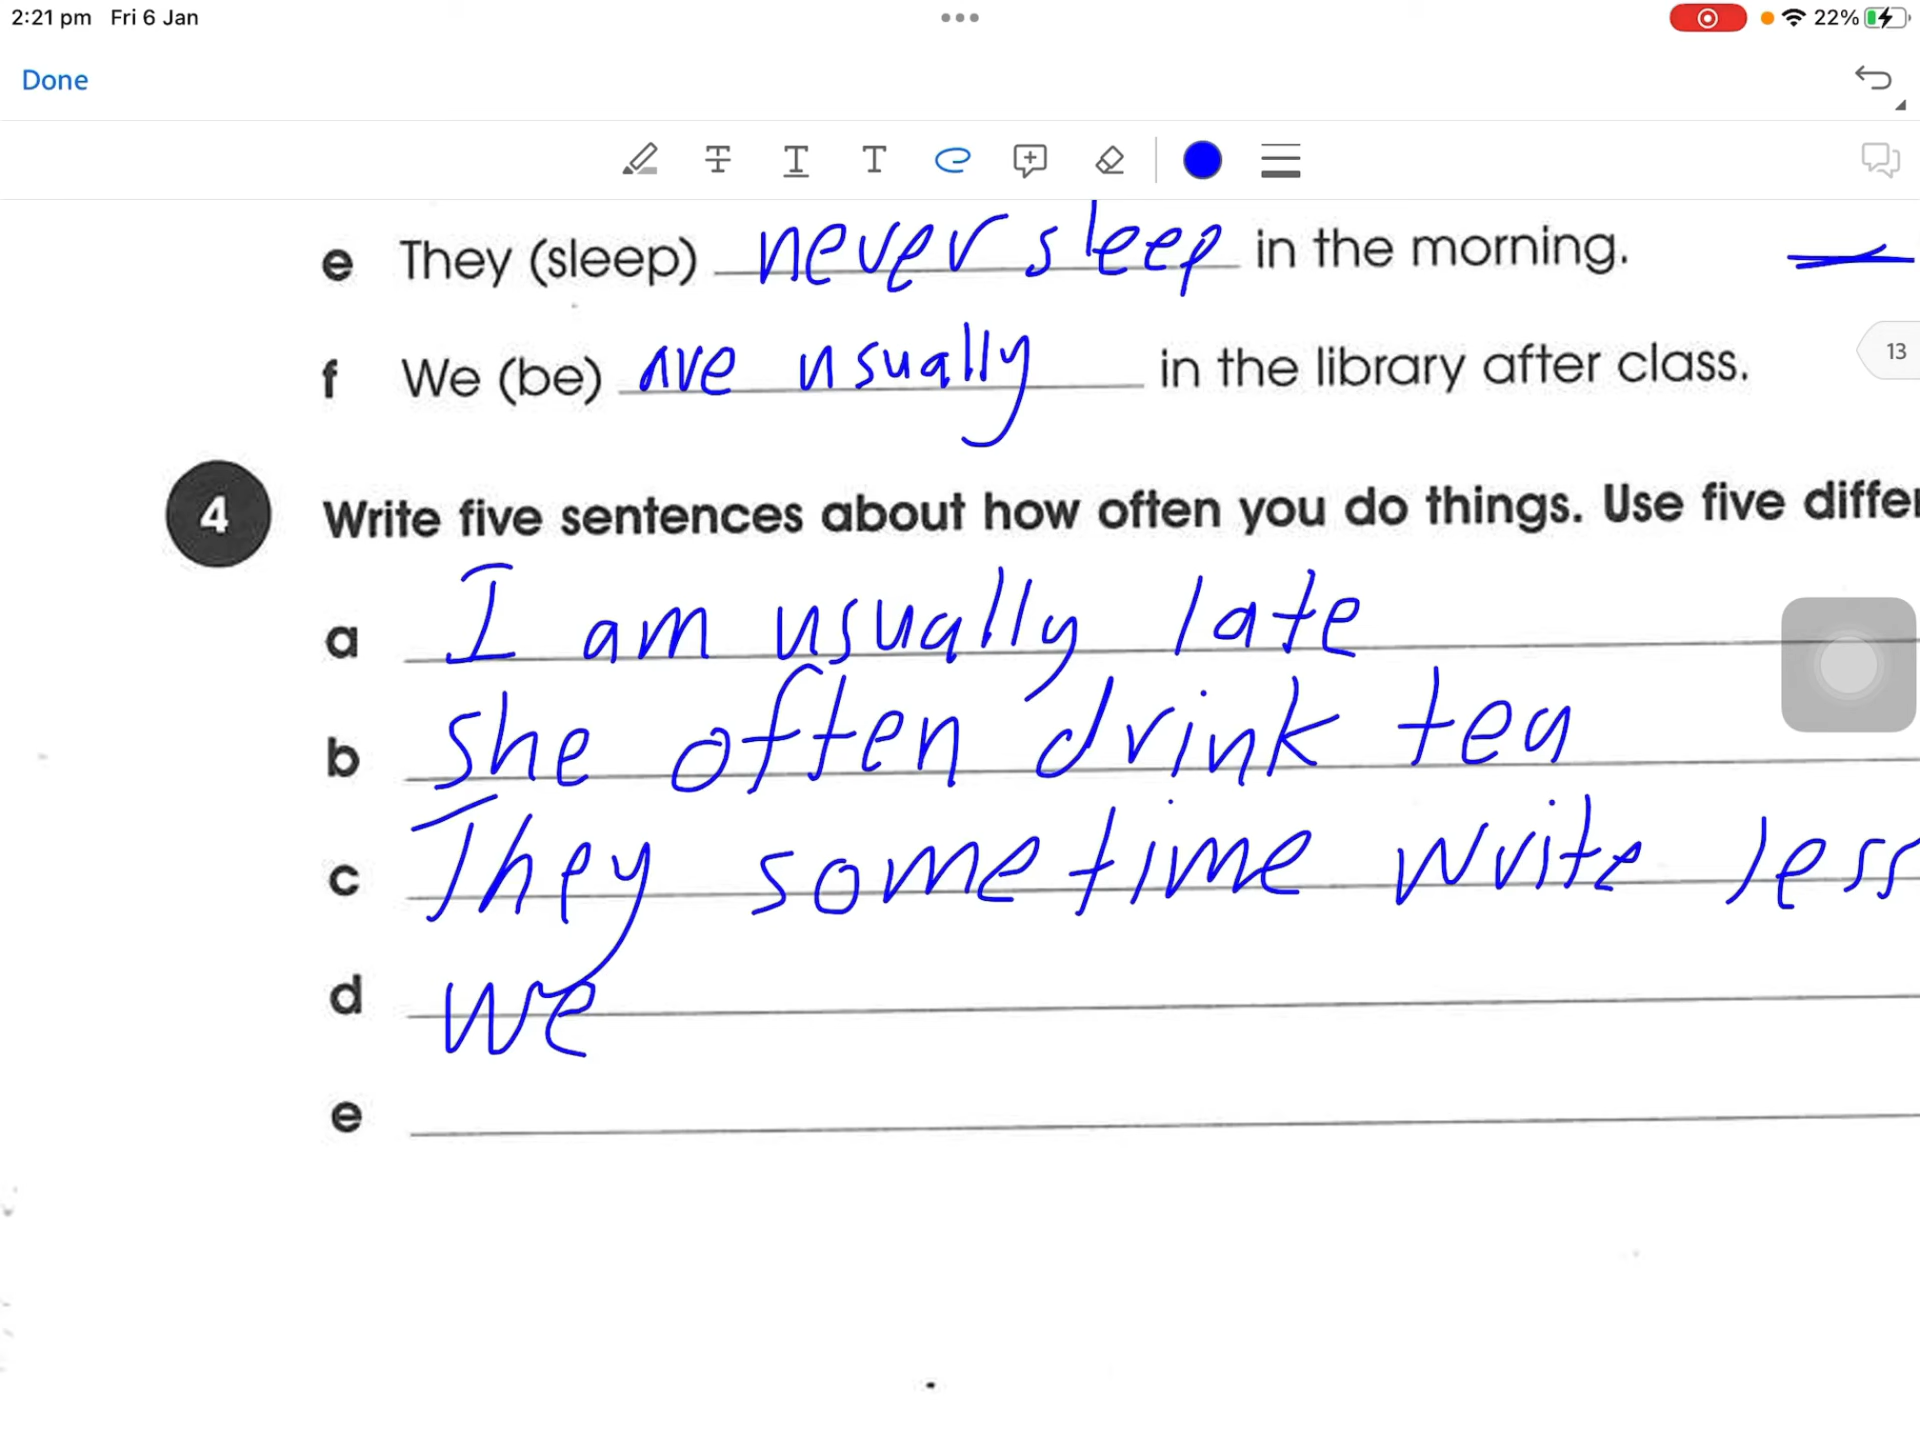 2:21 pm Fri 6 Jan 22%
Done
e They (sleep) never sleep in the morning.
f We (be) are usually in the library after class.
13
4 Write five sentences about how often you do things. Use five differ
a I am usually late
b she often drink tea
c They sometime write less
d we
e